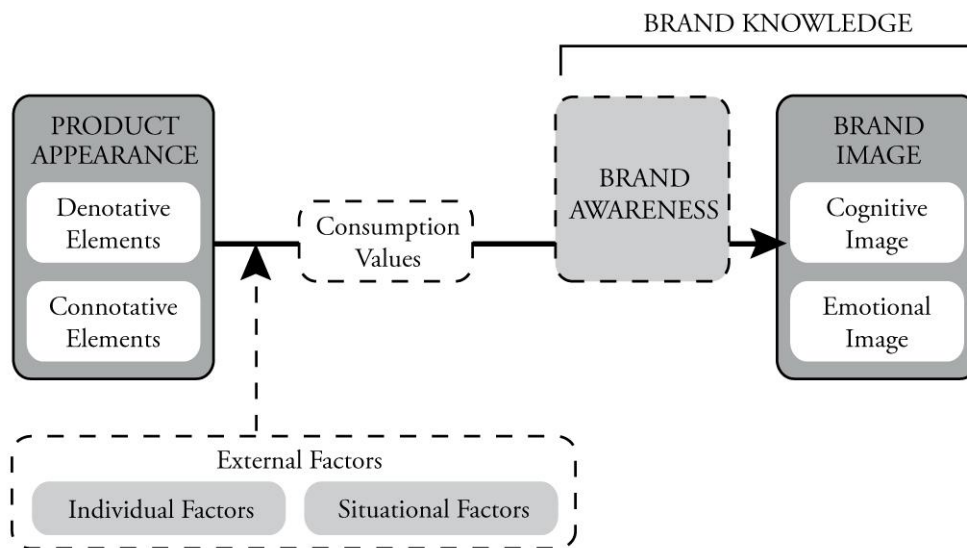 BRAND KNOWLEDGE
PRODUCT
APPEARANCE
Denotative
Elements
Connotative
Elements
Consumption
Values
BRAND
AWARENESS
BRAND
IMAGE
Cognitive
Image
Emotional
Image
External Factors
Individual Factors
Situational Factors